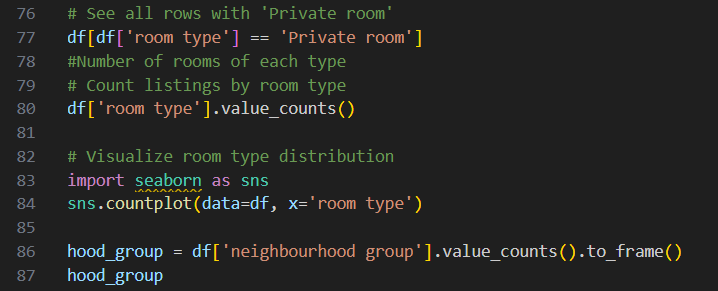 76 # See all rows with 'Private room'
77 df[df['room type'] == 'Private room']
78 #Number of rooms of each type
79 # Count listings by room type
80 df['room type'].value_counts()
81
82 # Visualize room type distribution
83 import seaborn as sns
84 sns.countplot(data=df, x='room type')
85
86 hood_group = df['neighbourhood group'].value_counts().to_frame()
87 hood_group